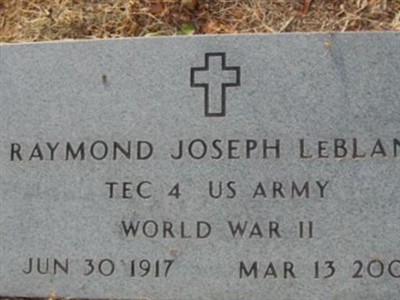 RAYMOND JOSEPH LEBLAN
TEC 4 US ARMY
WORLD WAR II
JUN 30 1917 MAR 13 200